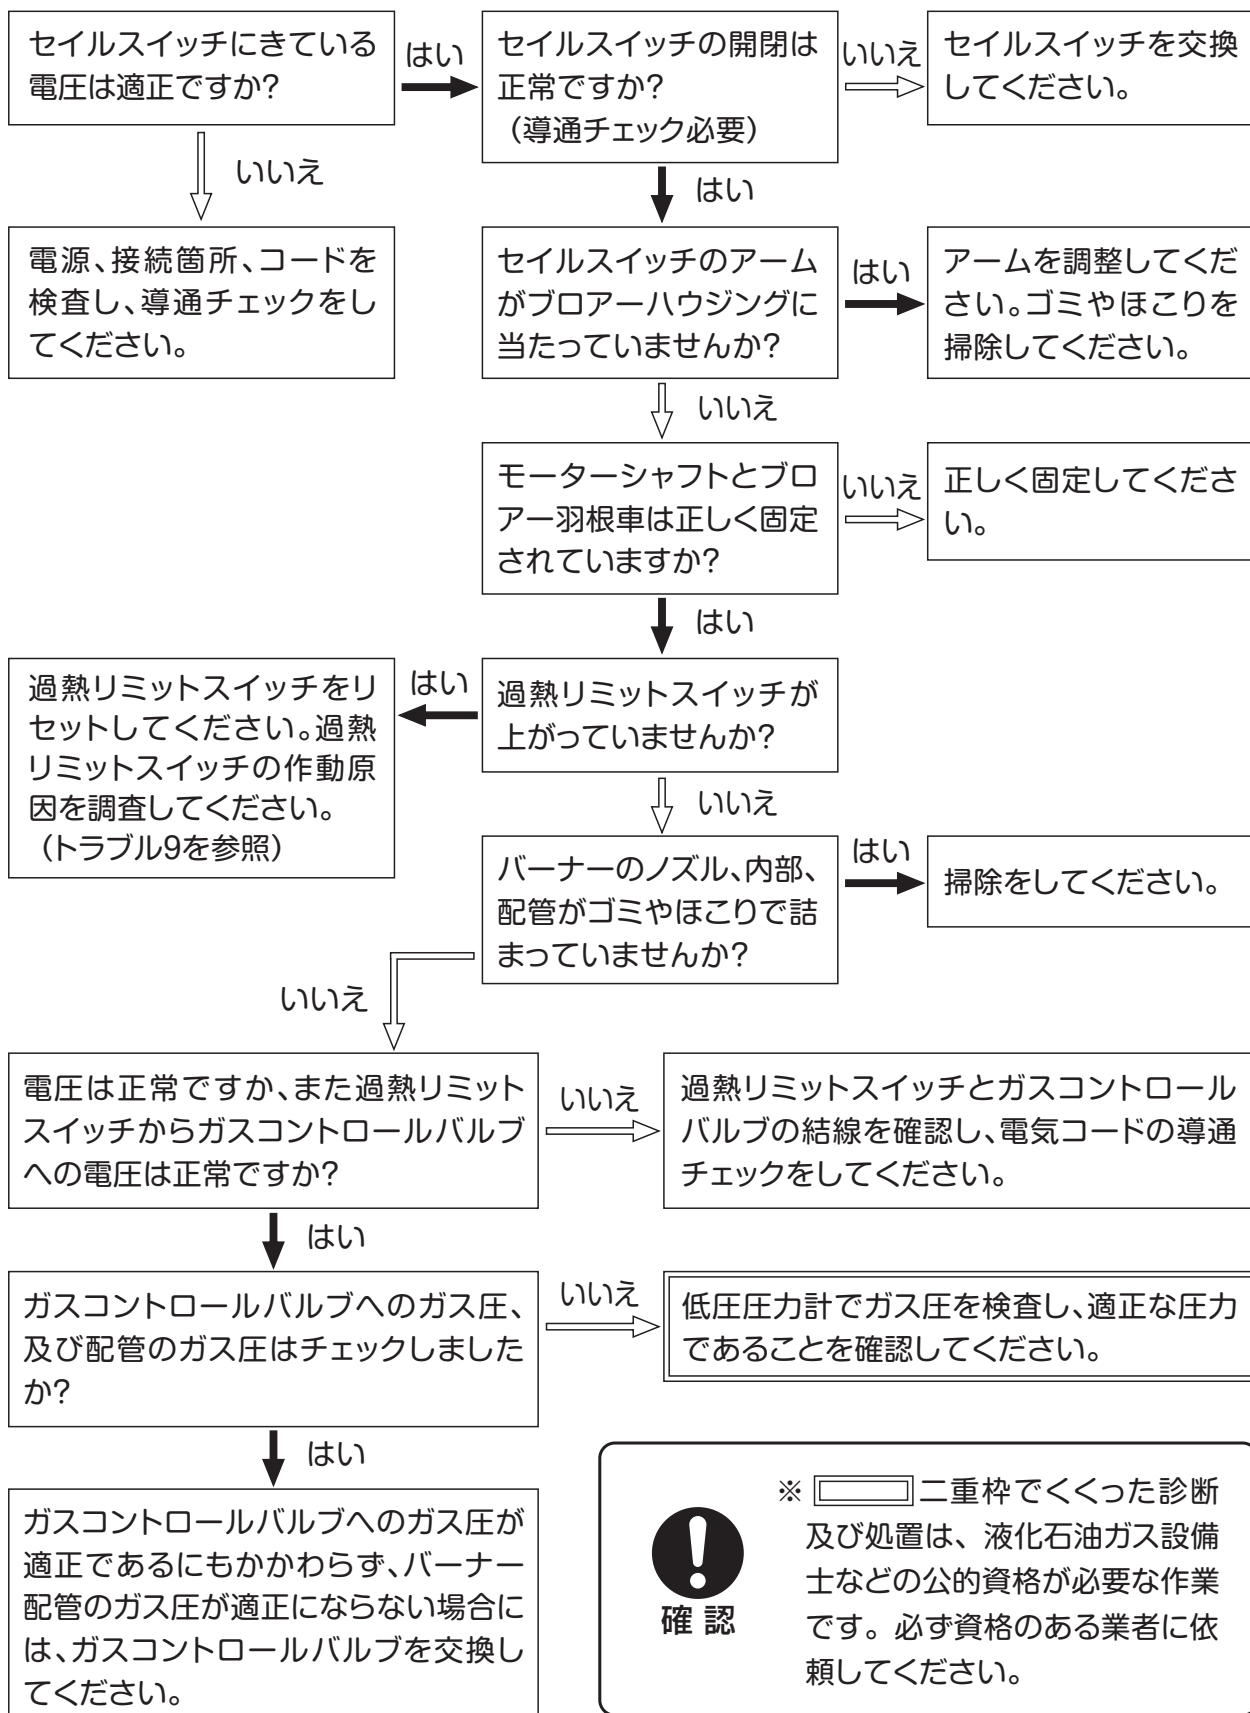 セイルスイッチにきている
電圧は適正ですか?
はい
セイルスイッチの開閉は
正常ですか?
(導通チェック必要)
いいえ
セイルスイッチを交換
してください。
いいえ
はい
電源、接続箇所、コードを
検査し、導通チェックをし
てください。
セイルスイッチのアーム
がブロアーハウジングに
当たっていませんか?
はい
アームを調整してくだ
さい。ゴミやほこりを
掃除してください。
いいえ
モーターシャフトとブロ
アー羽根車は正しく固定
されていますか?
いいえ
正しく固定してくださ
い。
はい
過熱リミットスイッチをリ
セットしてください。過熱
リミットスイッチの作動原
因を調査してください。
(トラブル9を参照)
はい
過熱リミットスイッチが
上がっていませんか?
いいえ
バーナーのノズル、内部、
配管がゴミやほこりで詰
まっていませんか?
はい
掃除をしてください。
いいえ
電圧は正常ですか、また過熱リミット
スイッチからガスコントロールバルブ
への電圧は正常ですか?
いいえ
過熱リミットスイッチとガスコントロール
バルブの結線を確認し、電気コードの導通
チェックをしてください。
はい
ガスコントロールバルブへのガス圧、
及び配管のガス圧はチェックしました
か?
いいえ
低圧圧力計でガス圧を検査し、適正な圧力
であることを確認してください。
はい
ガスコントロールバルブへのガス圧が
適正であるにもかかわらず、バーナー
配管のガス圧が適正にならない場合に
は、ガスコントロールバルブを交換し
てください。
確認
※ 二重枠でくくった診断
及び処置は、液化石油ガス設備
士などの公的資格が必要な作業
です。必ず資格のある業者に依
頼してください。